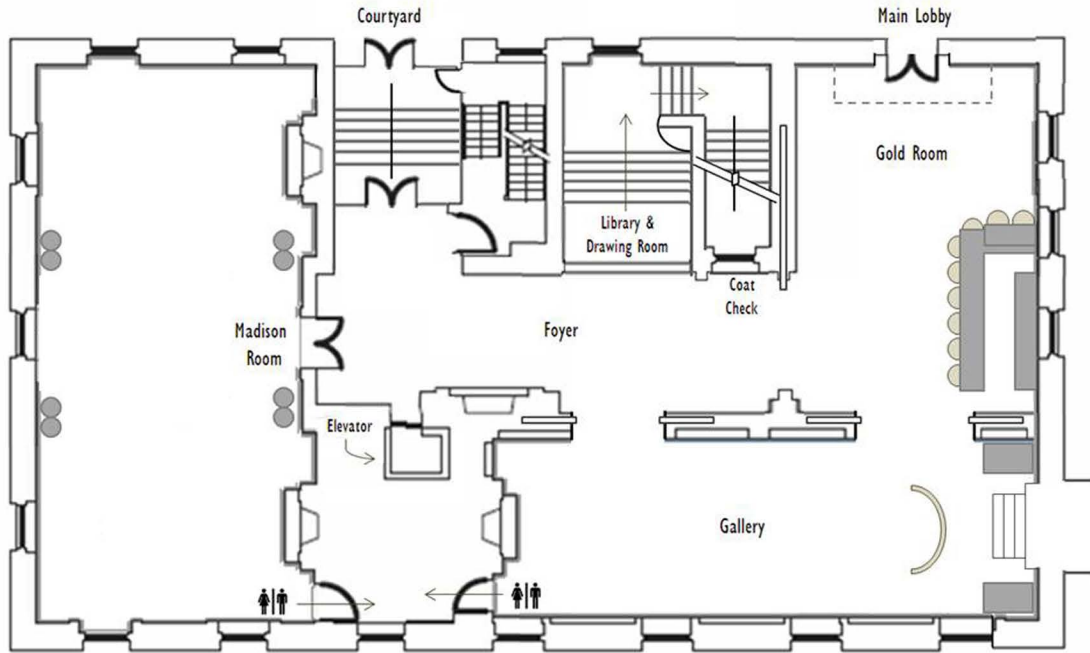 Courtyard
Main Lobby
Gold Room
Library &
Drawing Room
Coat
Check
Madison
Room
Foyer
Elevator
Gallery